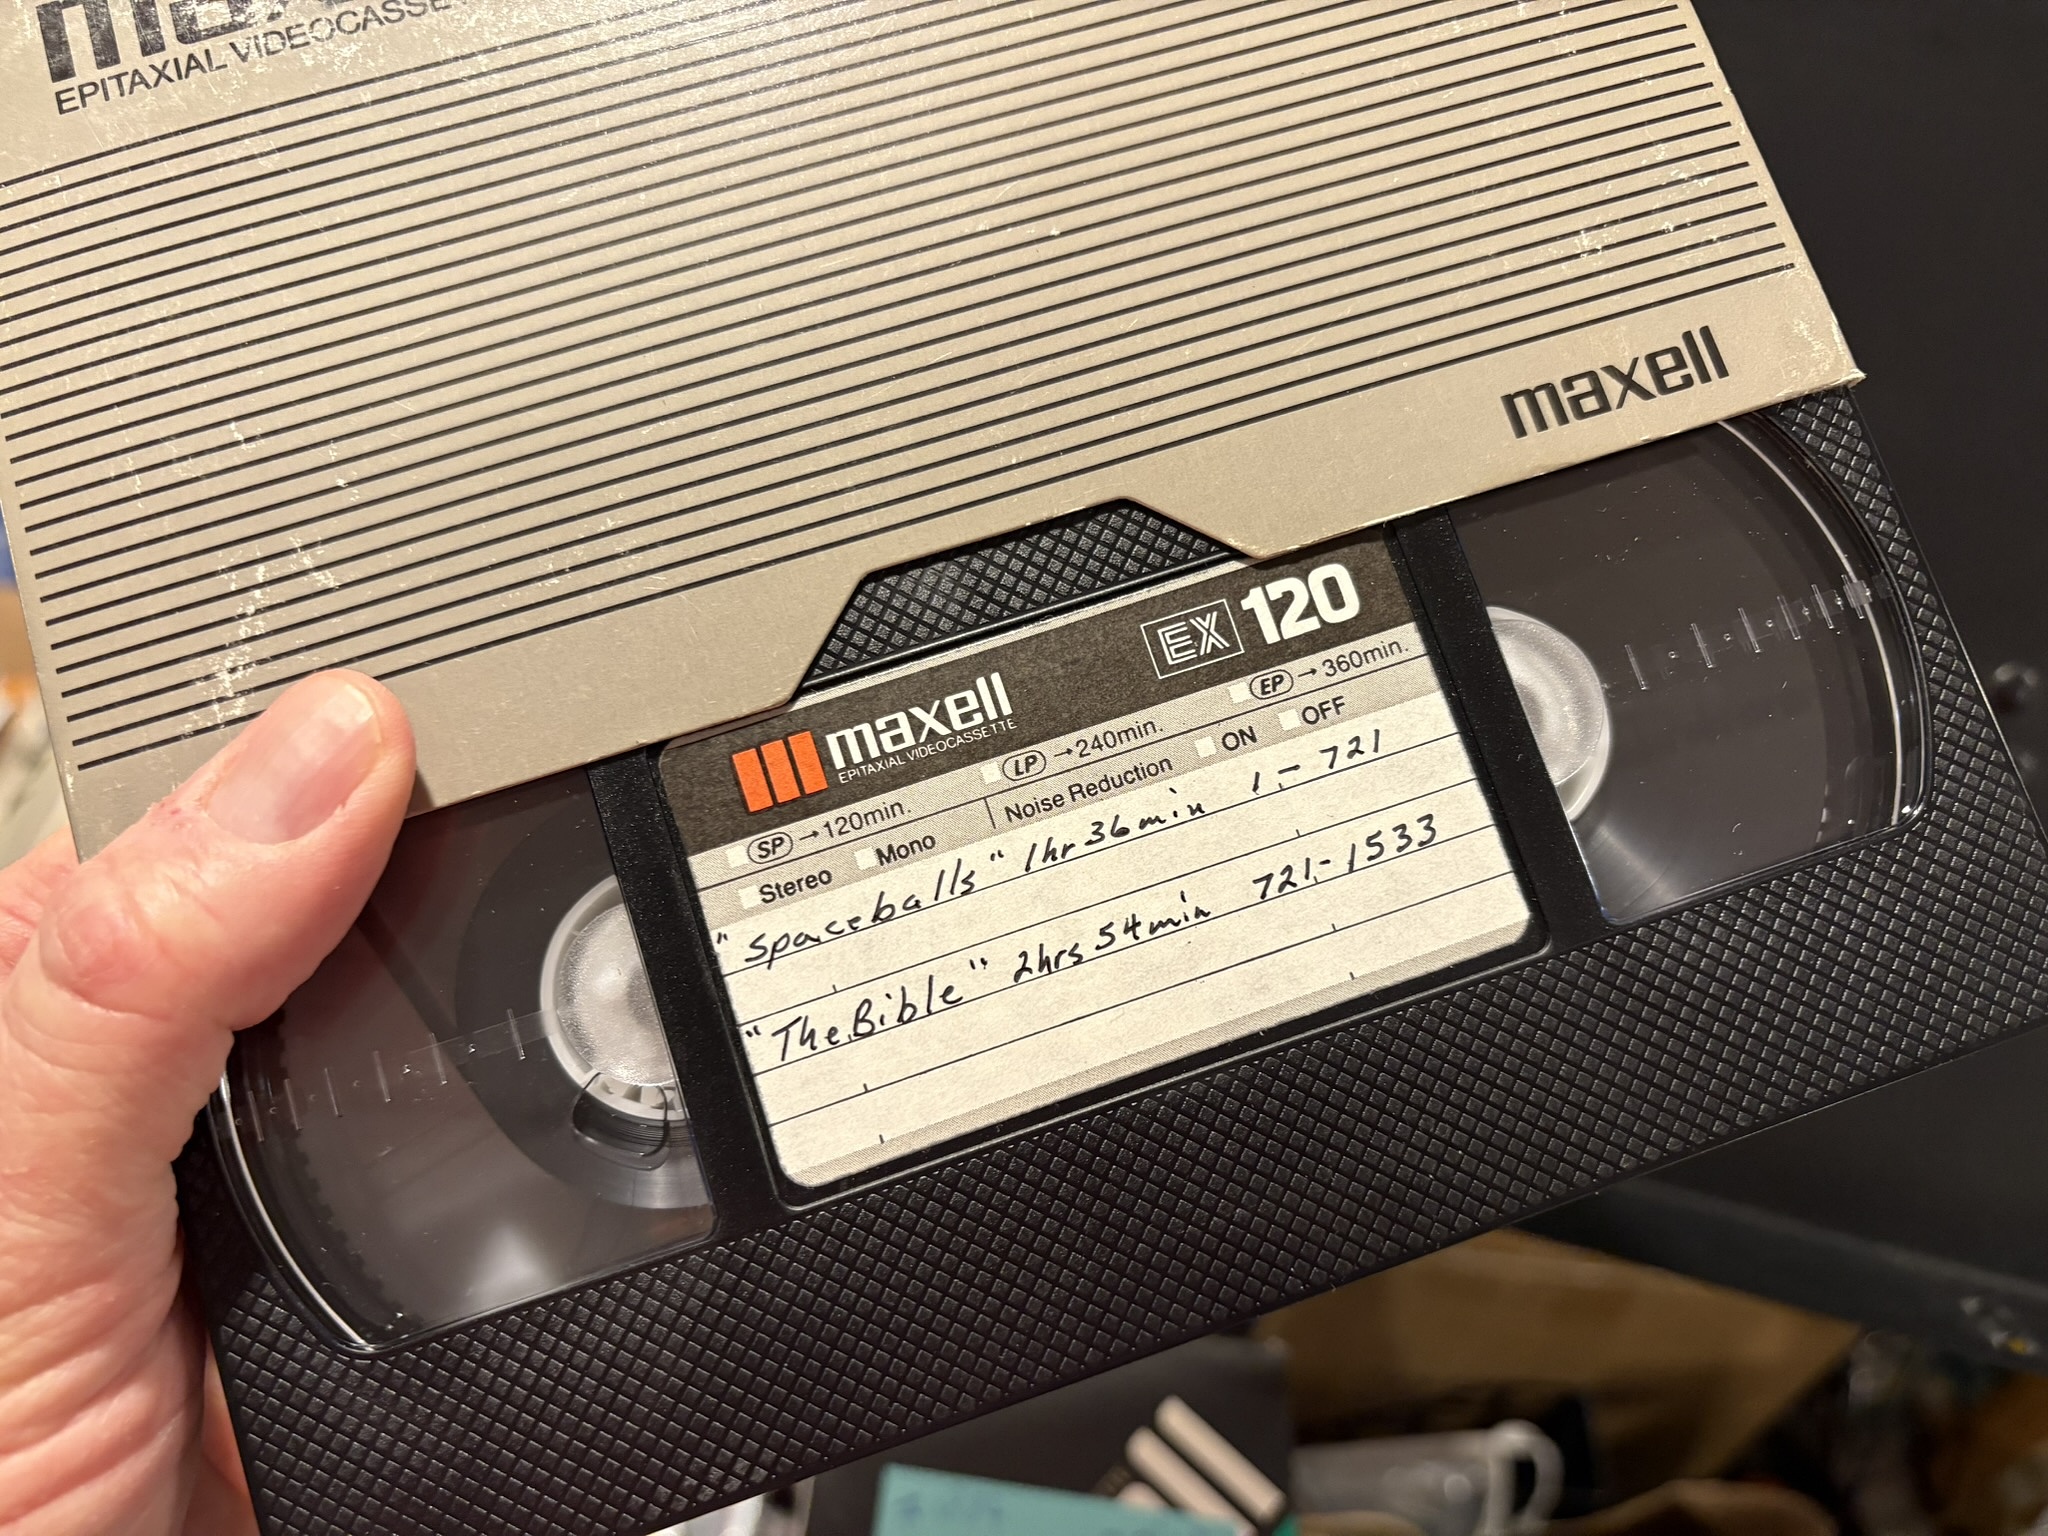 EPITAXIAL VIDEOCASSE
maxell
maxell
EPITAXIAL VIDEOCASSETTE
EX 120
SP → 120min. LP → 240min. EP → 360min.
Stereo Mono Noise Reduction ON OFF
"Spaceballs" 1hr 36min 1 - 721
"The Bible" 2hrs 54min 721 - 1533